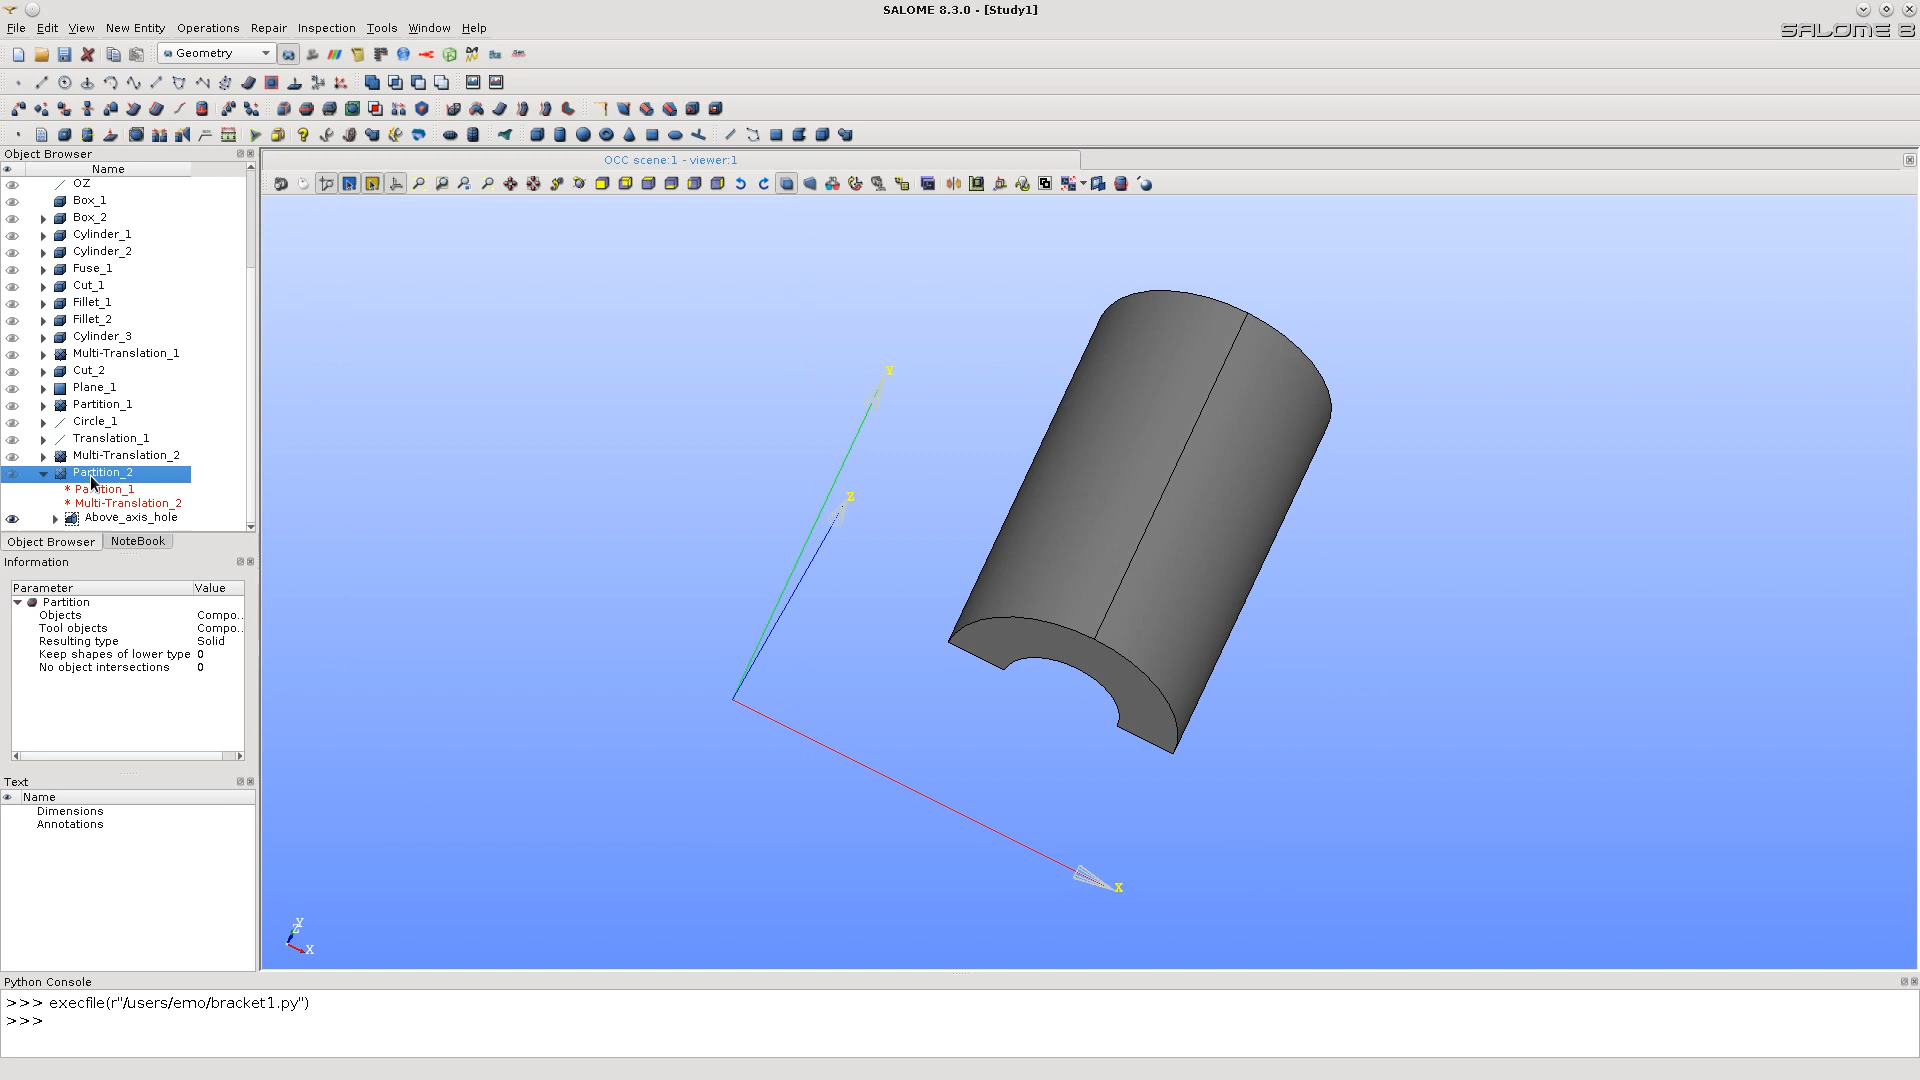 SALOME 8.3.0 - [Study1]
File Edit View New Entity Operations Repair Inspection Tools Window Help
SALOME 8
Geometry
Object Browser
Name
OZ
Box_1
Box_2
Cylinder_1
Cylinder_2
Fuse_1
Cut_1
Fillet_1
Fillet_2
Cylinder_3
Multi-Translation_1
Cut_2
Plane_1
Partition_1
Circle_1
Translation_1
Multi-Translation_2
Partition_2
* Partition_1
* Multi-Translation_2
Above_axis_hole
Object Browser NoteBook
Information
Parameter Value
Partition
Objects Compo..
Tool objects Compo..
Resulting type Solid
Keep shapes of lower type 0
No object intersections 0
Text
Name
Dimensions
Annotations
OCC scene:1 - viewer:1
Y
Z
X
Y
Z
X
Python Console
>>> execfile(r"/users/emo/bracket1.py")
>>>